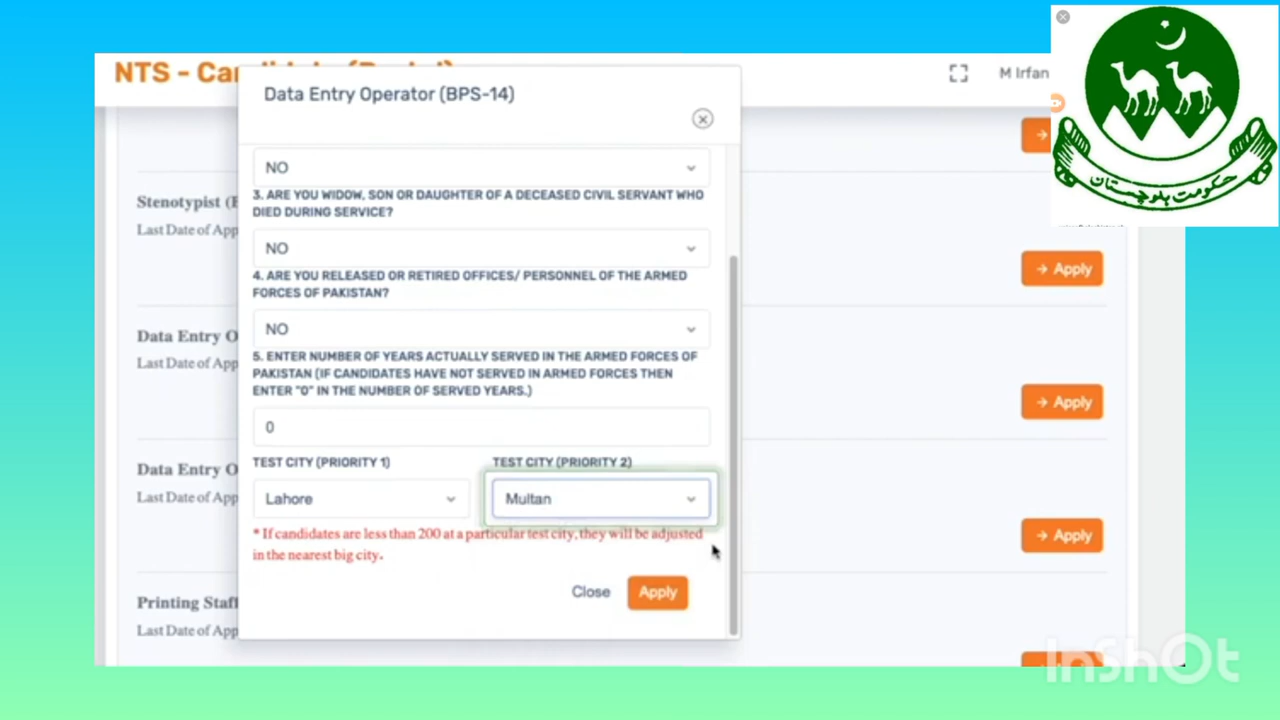 NTS - Can
M Irfan
Data Entry Operator (BPS-14)
NO
3. ARE YOU WIDOW, SON OR DAUGHTER OF A DECEASED CIVIL SERVANT WHO
DIED DURING SERVICE?
NO
4. ARE YOU RELEASED OR RETIRED OFFICES/ PERSONNEL OF THE ARMED
FORCES OF PAKISTAN?
NO
5. ENTER NUMBER OF YEARS ACTUALLY SERVED IN THE ARMED FORCES OF
PAKISTAN (IF CANDIDATES HAVE NOT SERVED IN ARMED FORCES THEN
ENTER "0" IN THE NUMBER OF SERVED YEARS.)
0
TEST CITY (PRIORITY 1) TEST CITY (PRIORITY 2)
Lahore Multan
* If candidates are less than 200 at a particular test city, they will be adjusted
in the nearest big city.
Close Apply
Stenotypist (
Last Date of App
Apply
Data Entry O
Last Date of App
Apply
Data Entry O
Last Date of App
Apply
Printing Staff
Last Date of App
حکومت بلوچستان
InShOt